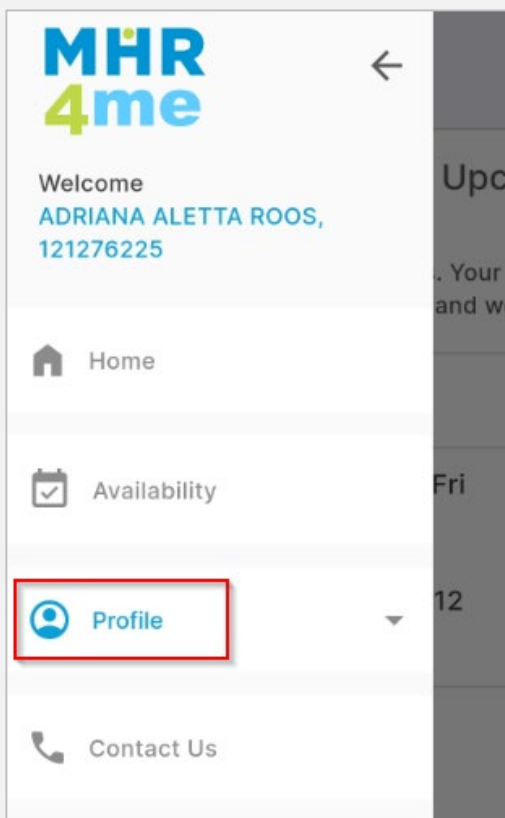 MHR
4me
Welcome
ADRIANA ALETTA ROOS,
121276225
Home
Availability
Profile
Contact Us
Upc
. Your
and w
Fri
12